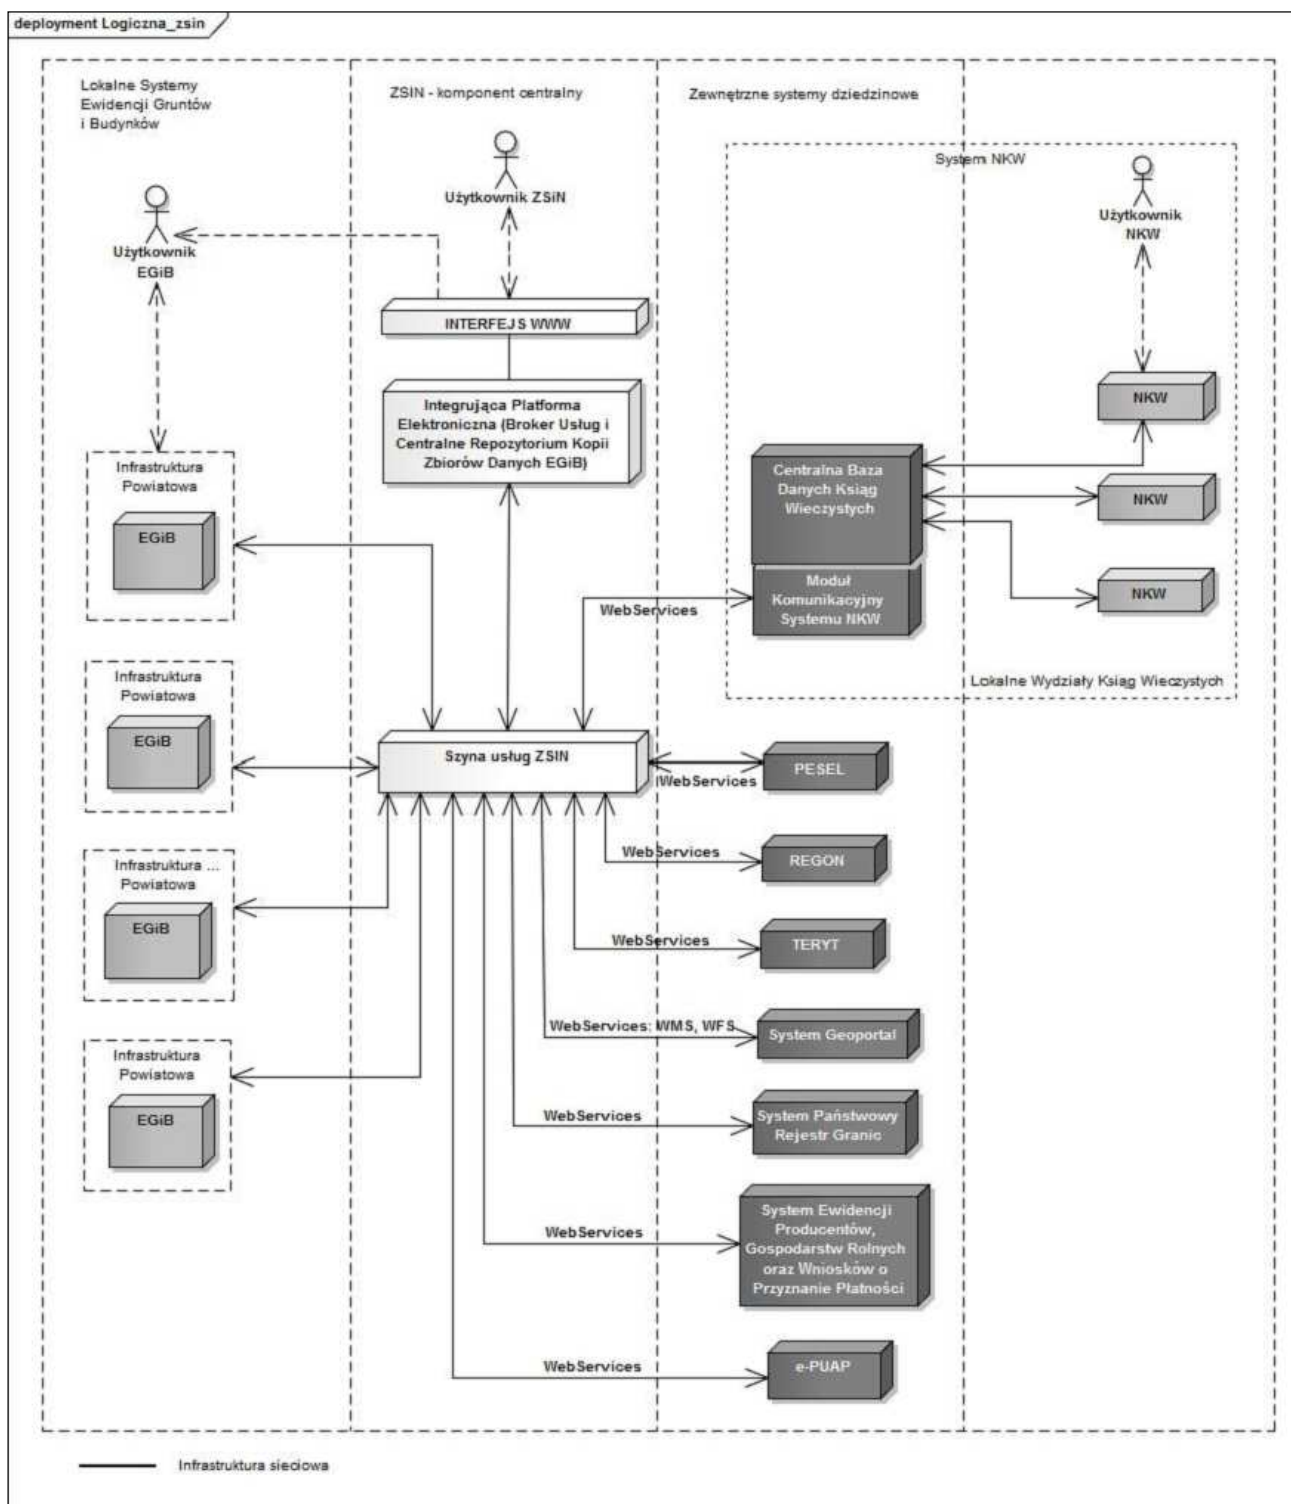 deployment Logiczna_zsin
Lokalne Systemy
Ewidencji Gruntów
i Budynków
ZSIN - komponent centralny
Zewnętrzne systemy dziedzinowe
System NKW
Użytkownik ZSiN
Użytkownik
NKW
Użytkownik
EGiB
INTERFEJS WWW
Integrująca Platforma
Elektroniczna (Broker Usług i
Centralne Repozytorium Kopii
Zbiorów Danych EGiB)
NKW
Centralna Baza
Danych Ksiąg
Wieczystych
NKW
NKW
Moduł
Komunikacyjny
Systemu NKW
WebServices
Lokalne Wydziały Ksiąg Wieczystych
Infrastruktura
Powiatowa
EGiB
Infrastruktura
Powiatowa
EGiB
Szyna usług ZSIN
WebServices
PESEL
WebServices
REGON
Infrastruktura ...
Powiatowa
EGiB
WebServices
TERYT
WebServices: WMS, WFS
System Geoportal
Infrastruktura
Powiatowa
EGiB
WebServices
System Państwowy
Rejestr Granic
WebServices
System Ewidencji
Producentów,
Gospodarstw Rolnych
oraz Wniosków o
Przyznanie Płatności
WebServices
e-PUAP
Infrastruktura sieciowa